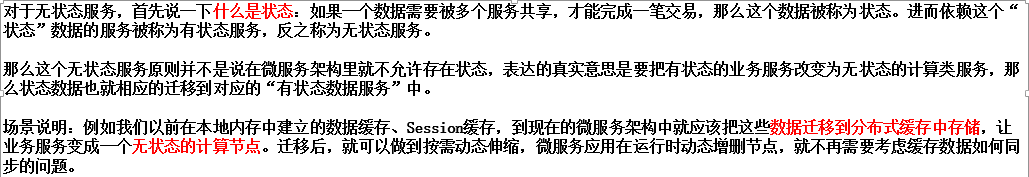 对于无状态服务，首先说一下什么是状态：如果一个数据需要被多个服务共享，才能完成一笔交易，那么这个数据被称为状态。进而依赖这个“
状态”数据的服务被称为有状态服务，反之称为无状态服务。
那么这个无状态服务原则并不是说在微服务架构里就不允许存在状态，表达的真实意思是要把有状态的业务服务改变为无状态的计算类服务，那
么状态数据也就相应的迁移到对应的“有状态数据服务”中。
场景说明：例如我们以前在本地内存中建立的数据缓存、Session缓存，到现在的微服务架构中就应该把这些数据迁移到分布式缓存中存储，让
业务服务变成一个无状态的计算节点。迁移后，就可以做到按需动态伸缩，微服务应用在运行时动态增删节点，就不再需要考虑缓存数据如何同
步的问题。